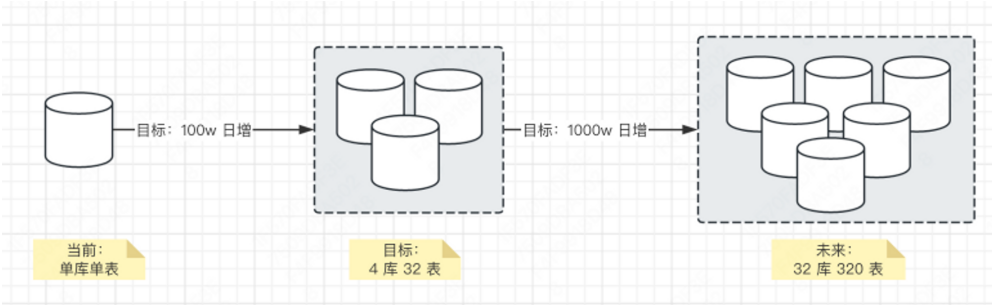 目标：100w 日增
目标：1000w 日增
当前：
单库单表
目标：
4 库 32 表
未来：
32 库 320 表